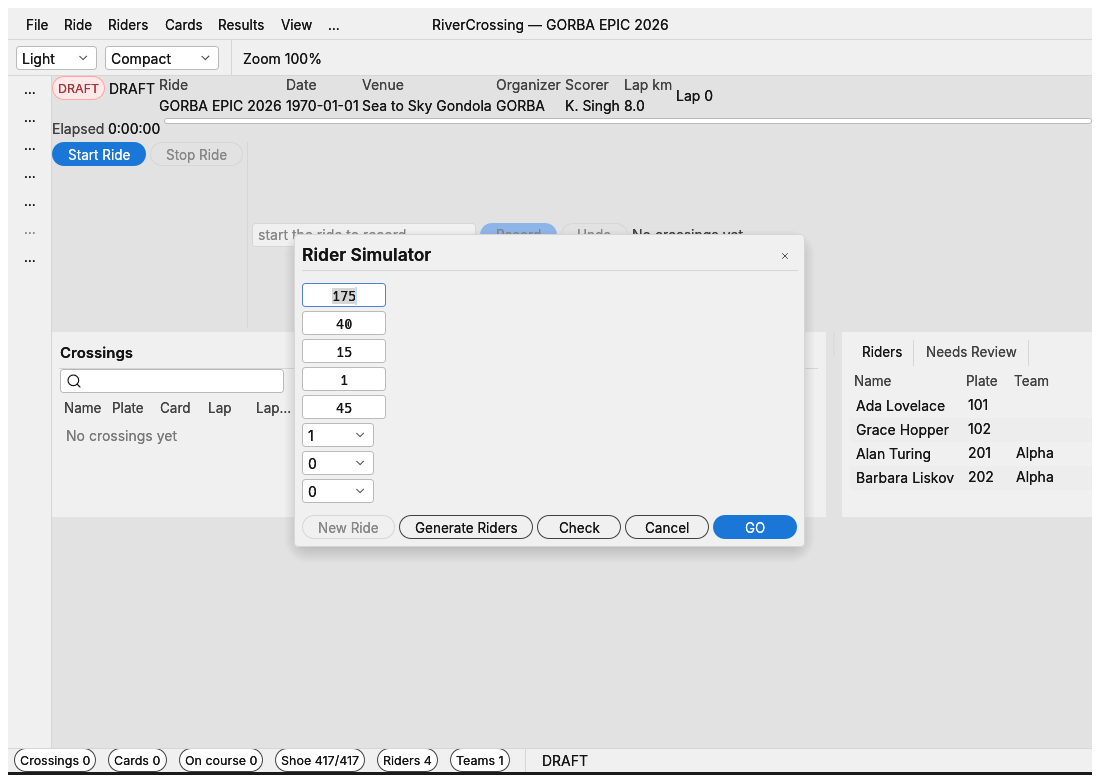 File Ride Riders Cards Results View ... RiverCrossing — GORBA EPIC 2026
Light Compact Zoom 100%
DRAFT DRAFT Ride Date Venue Organizer Scorer Lap km Lap 0
GORBA EPIC 2026 1970-01-01 Sea to Sky Gondola GORBA K. Singh 8.0
Elapsed 0:00:00
Start Ride Stop Ride
start the ride to record Record Undo No crossings yet
Rider Simulator ×
175
40
15
1
45
1
0
0
New Ride Generate Riders Check Cancel GO
Crossings
Name Plate Card Lap Lap...
No crossings yet
Riders Needs Review
Name Plate Team
Ada Lovelace 101
Grace Hopper 102
Alan Turing 201 Alpha
Barbara Liskov 202 Alpha
...
...
...
...
...
...
...
Crossings 0 Cards 0 On course 0 Shoe 417/417 Riders 4 Teams 1 DRAFT